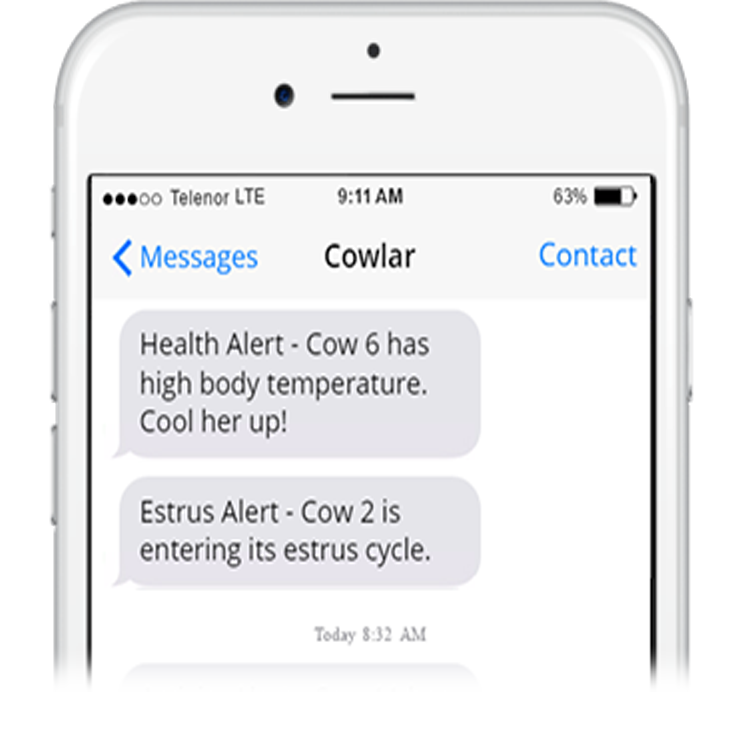 Telenor LTE 9:11 AM 63%
Messages Cowlar Contact
Health Alert - Cow 6 has
high body temperature.
Cool her up!
Estrus Alert - Cow 2 is
entering its estrus cycle.
Today 8:32 AM